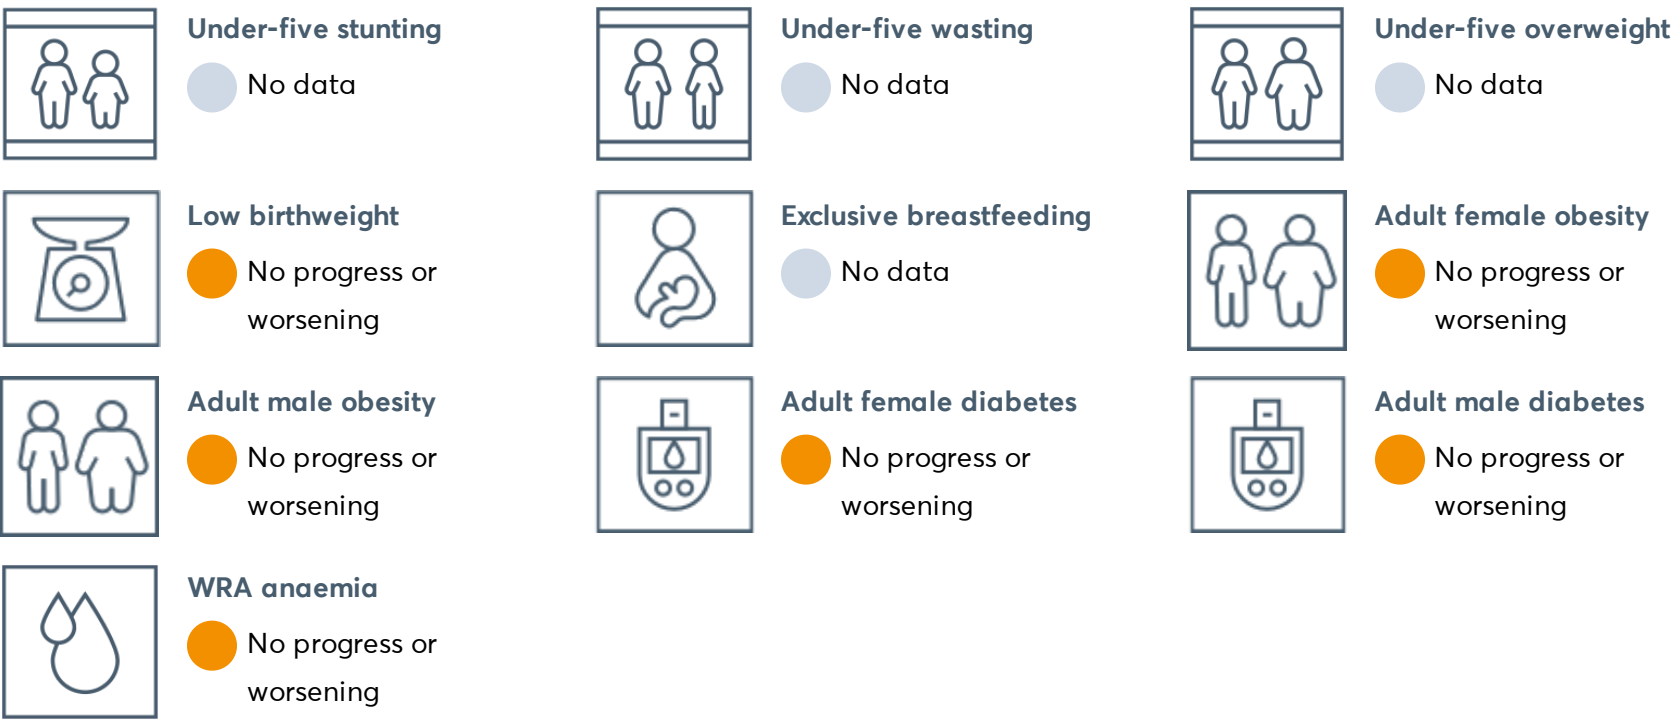 Under-five stunting
No data
Under-five wasting
No data
Under-five overweight
No data
Low birthweight
No progress or
worsening
Exclusive breastfeeding
No data
Adult female obesity
No progress or
worsening
Adult male obesity
No progress or
worsening
Adult female diabetes
No progress or
worsening
Adult male diabetes
No progress or
worsening
WRA anaemia
No progress or
worsening